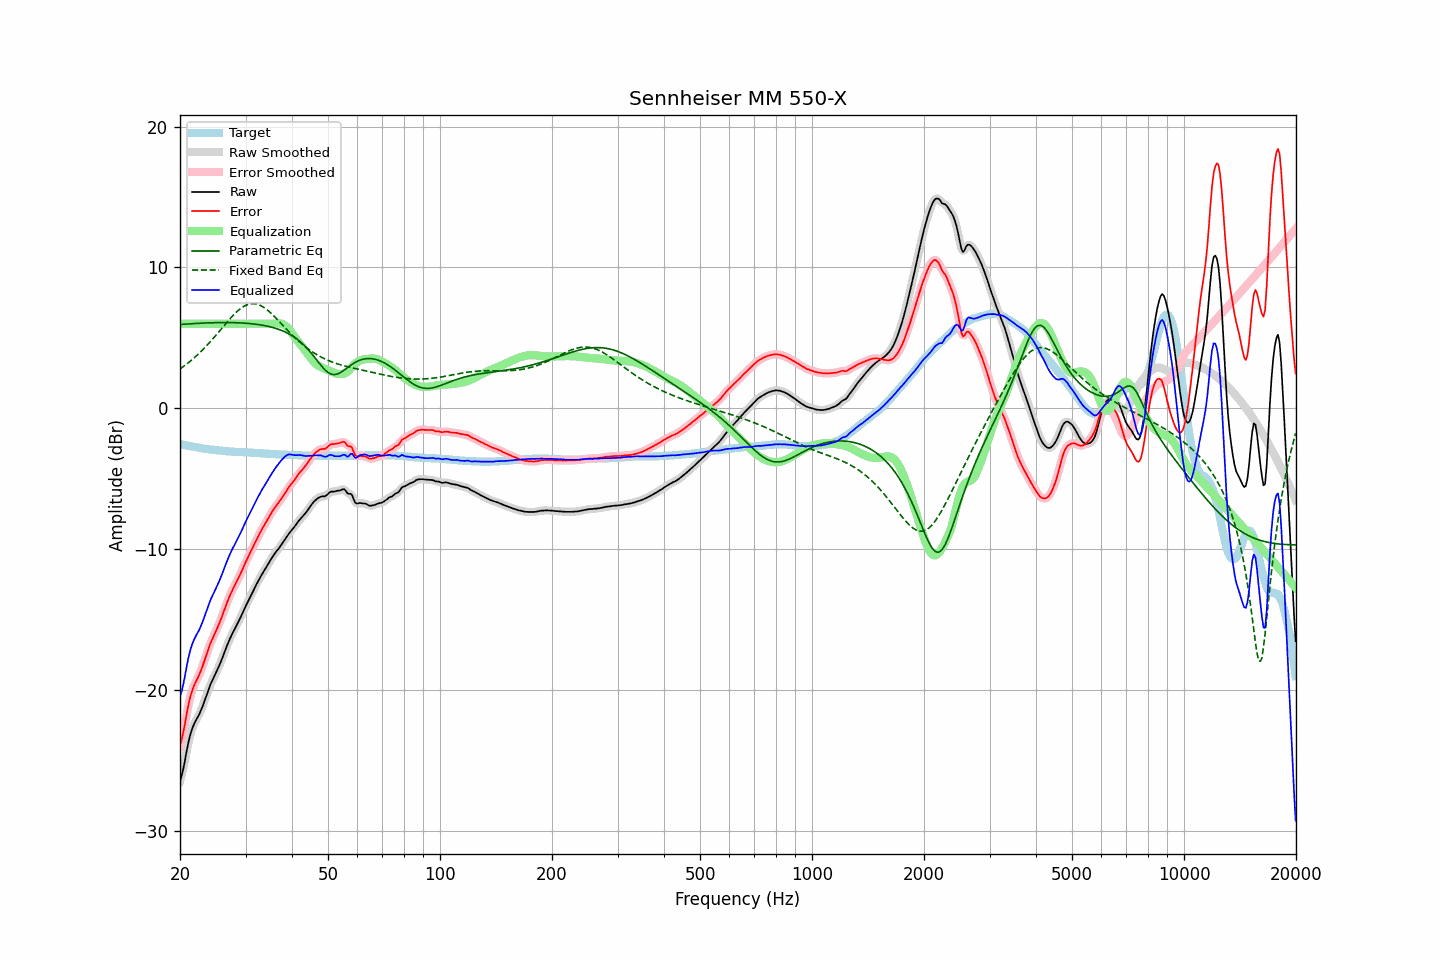 Sennheiser MM 550-X
Target
Raw Smoothed
Error Smoothed
Raw
Error
Equalization
Parametric Eq
Fixed Band Eq
Equalized
Amplitude (dBr)
20
10
0
−10
−20
−30
20 50 100 200 500 1000 2000 5000 10000 20000
Frequency (Hz)